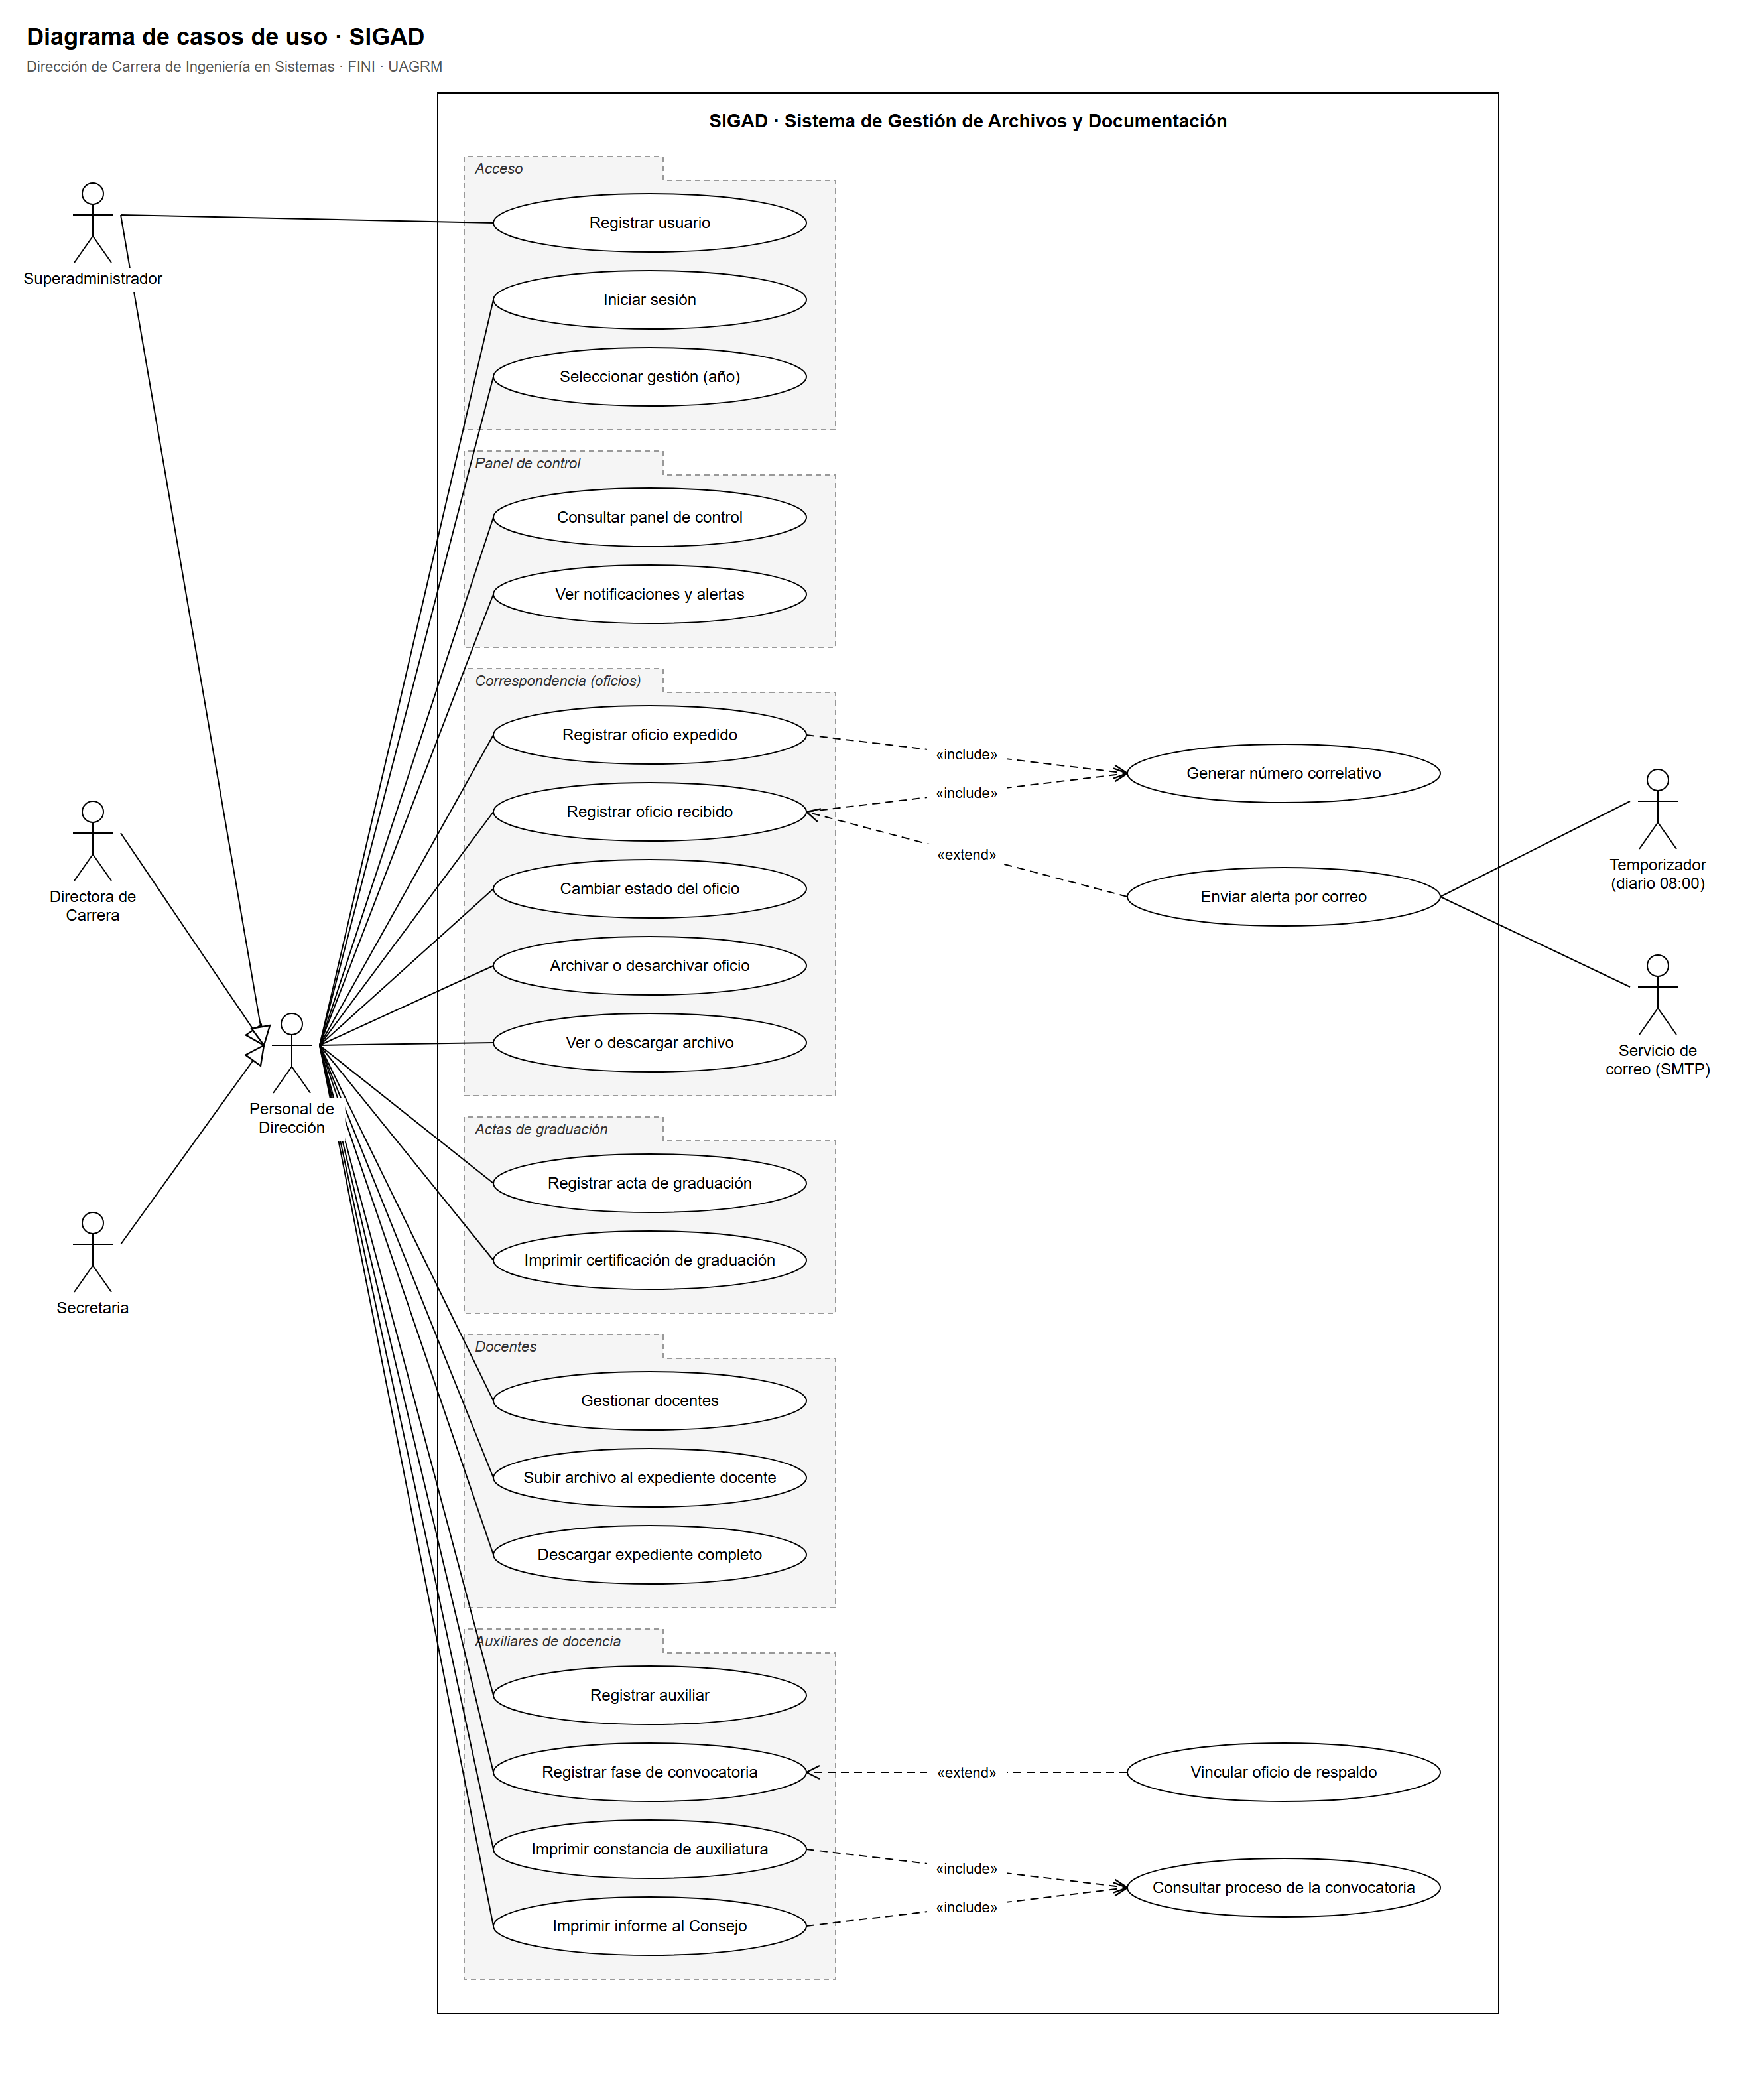 Diagrama de casos de uso · SIGAD
Dirección de Carrera de Ingeniería en Sistemas · FINI · UAGRM
SIGAD · Sistema de Gestión de Archivos y Documentación
Acceso
Registrar usuario
Superadministrador
Iniciar sesión
Seleccionar gestión (año)
Panel de control
Consultar panel de control
Ver notificaciones y alertas
Correspondencia (oficios)
Registrar oficio expedido
«include»
Generar número correlativo
Registrar oficio recibido
«include»
«extend»
Cambiar estado del oficio
Enviar alerta por correo
Temporizador
(diario 08:00)
Directora de
Carrera
Archivar o desarchivar oficio
Ver o descargar archivo
Servicio de
correo (SMTP)
Personal de
Dirección
Actas de graduación
Registrar acta de graduación
Imprimir certificación de graduación
Secretaria
Docentes
Gestionar docentes
Subir archivo al expediente docente
Descargar expediente completo
Auxiliares de docencia
Registrar auxiliar
Registrar fase de convocatoria
«extend»
Vincular oficio de respaldo
Imprimir constancia de auxiliatura
«include»
Consultar proceso de la convocatoria
«include»
Imprimir informe al Consejo